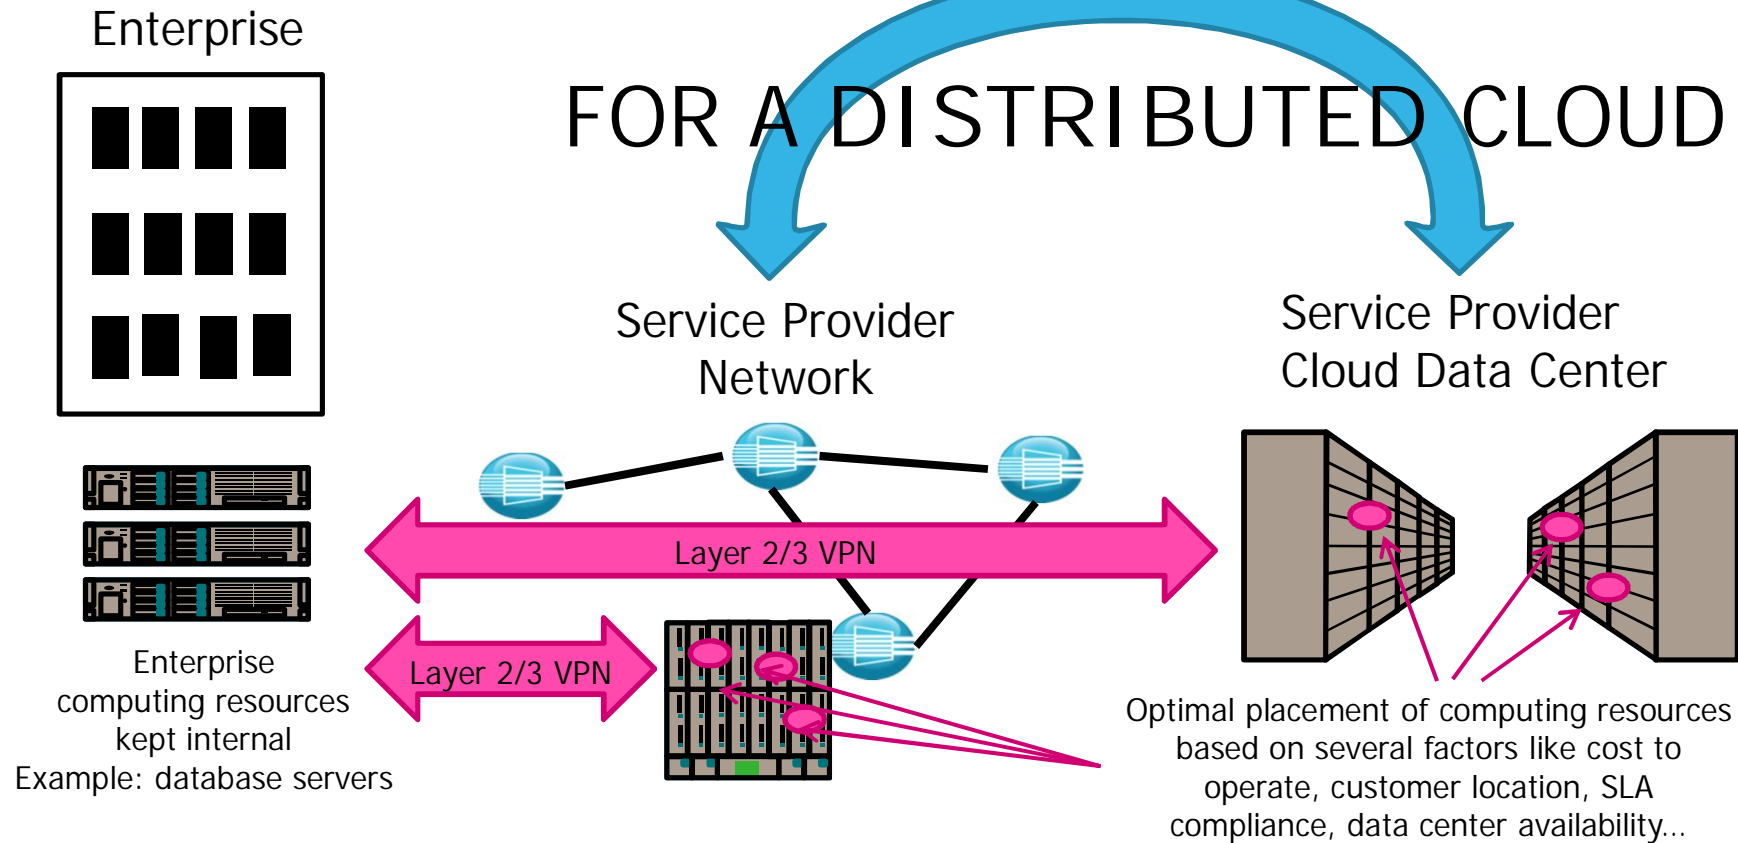 Enterprise
FOR A DISTRIBUTED CLOUD
Service Provider
Network
Service Provider
Cloud Data Center
Layer 2/3 VPN
Layer 2/3 VPN
Enterprise
computing resources
kept internal
Example: database servers
Optimal placement of computing resources
based on several factors like cost to
operate, customer location, SLA
compliance, data center availability...